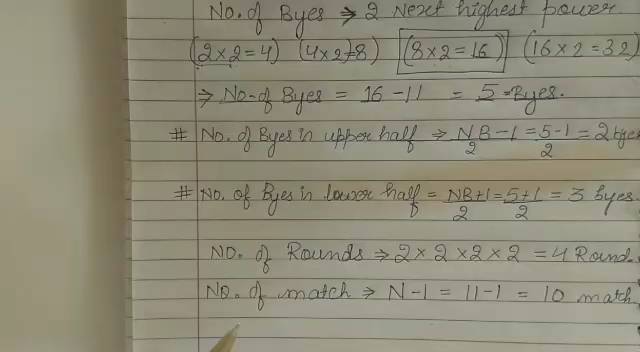 No. of Byes ⇒ 2 Next highest power
(2×2=4) (4×2=8) (8×2=16) (16×2=32)
⇒ No. of Byes = 16-11 = 5 Byes.
# No. of Byes in upper half ⇒ NB-1/2 = 5-1/2 = 2 byes
# No. of Byes in lower half = NB+1/2 = 5+1/2 = 3 byes.
No. of Rounds ⇒ 2×2×2×2 = 4 Round.
No. of match ⇒ N-1 = 11-1 = 10 match